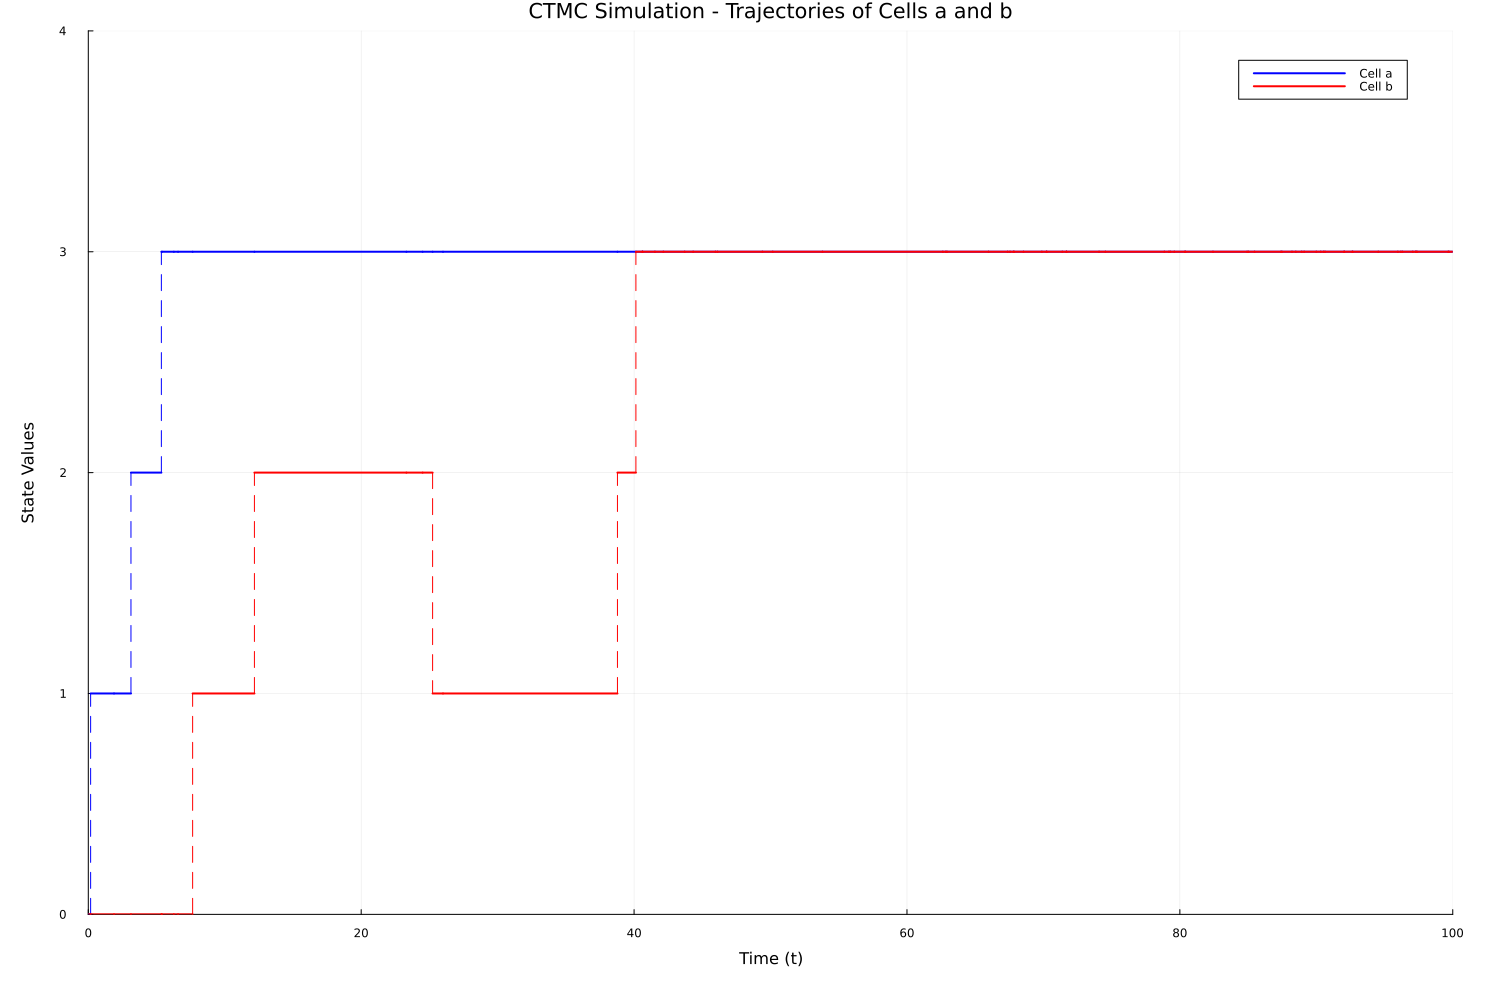 CTMC Simulation - Trajectories of Cells a and b
4
Cell a
Cell b
3
State Values
2
1
0
0 20 40 60 80 100
Time (t)